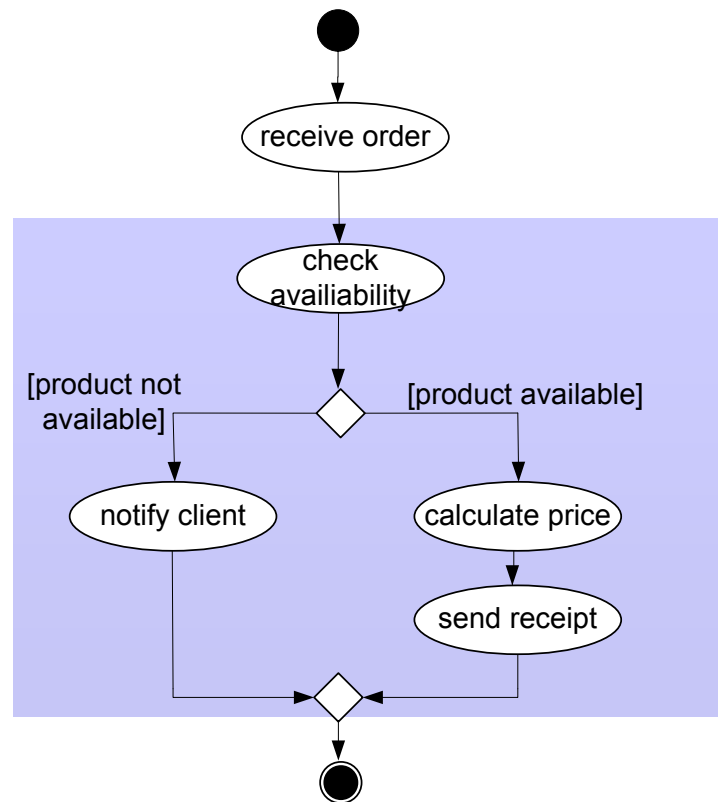 receive order
check
availiability
[product not
available]
[product available]
notify client
calculate price
send receipt